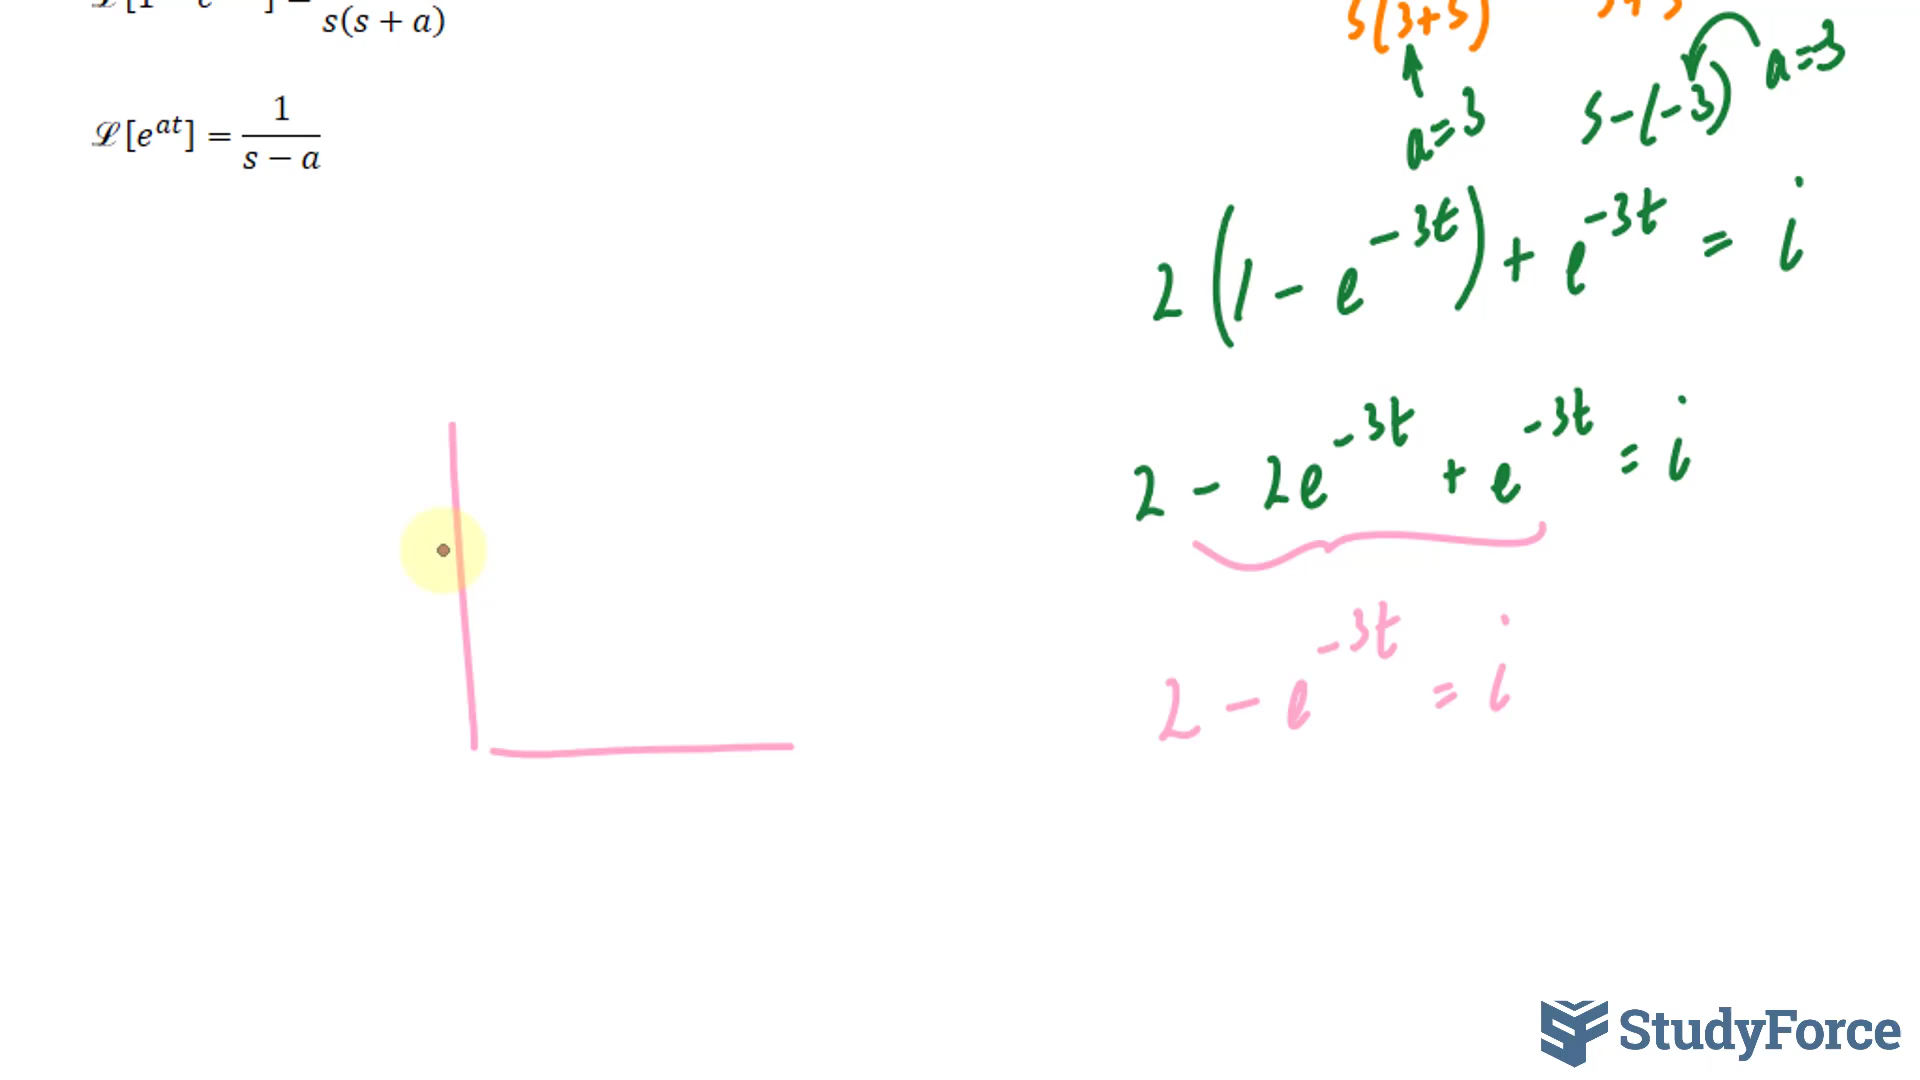 s(s + a)
s(3+s)
a=3
ℒ[e^{at}] = 1/(s − a)
a=3
s-(-3)
2(1 - e^{-3t}) + e^{-3t} = i
2 - 2e^{-3t} + e^{-3t} = i
2 - e^{-3t} = i
StudyForce